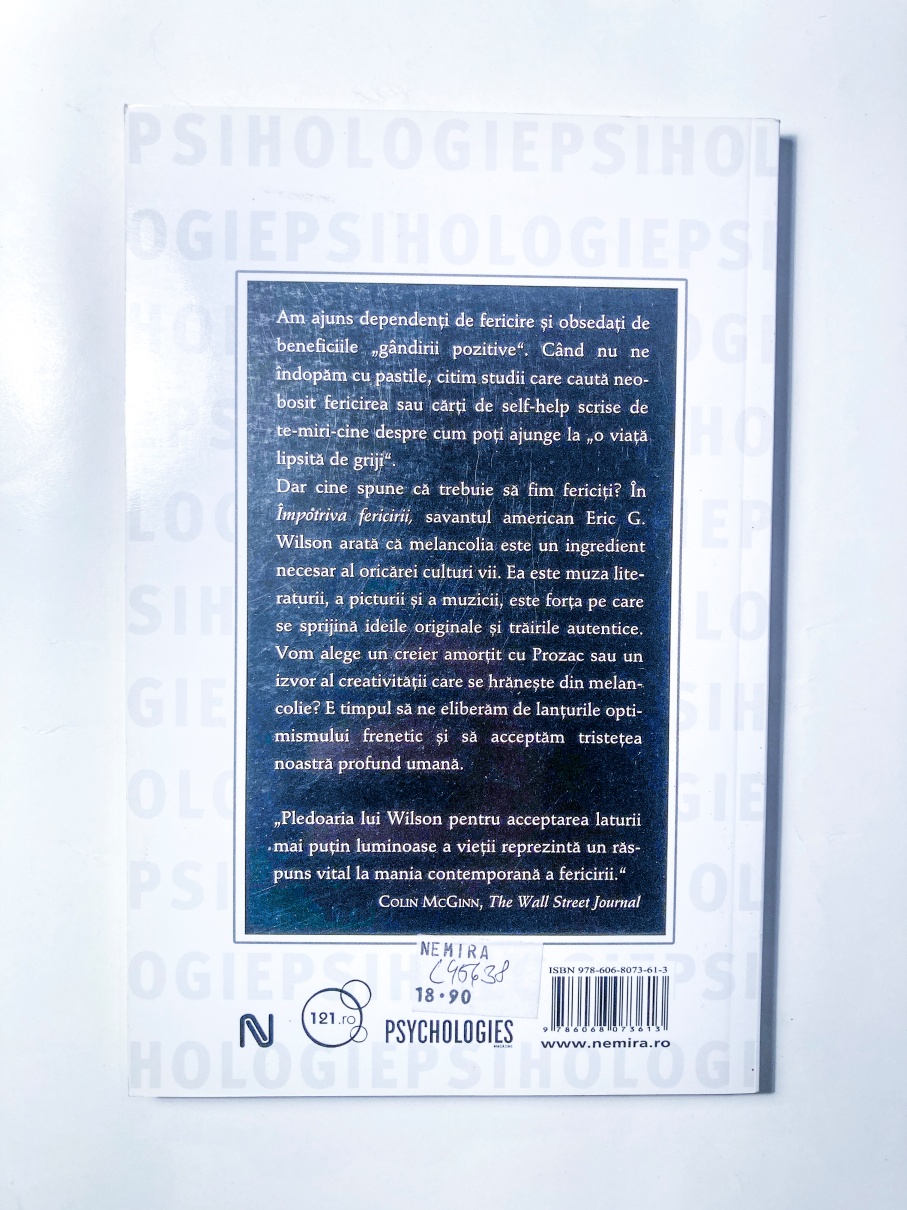 PSIHOLOGIEPSIHOL
OGIEPSIHOLOGIEPSI
Am ajuns dependenți de fericire și obsedați de
beneficiile „gândirii pozitive“. Când nu ne
îndopăm cu pastile, citim studii care caută neo-
bosit fericirea sau cărți de self-help scrise de
te-miri-cine despre cum poți ajunge la „o viață
lipsită de griji“.
Dar cine spune că trebuie să fim fericiți? În
Împotriva fericirii, savantul american Eric G.
Wilson arată că melancolia este un ingredient
necesar al oricărei culturi vii. Ea este muza lite-
raturii, a picturii și a muzicii, este forța pe care
se sprijină ideile originale și trăirile autentice.
Vom alege un creier amorțit cu Prozac sau un
izvor al creativității care se hrănește din melan-
colie? E timpul să ne eliberăm de lanțurile opti-
mismului frenetic și să acceptăm tristețea
noastră profund umană.
„Pledoaria lui Wilson pentru acceptarea laturii
mai puțin luminoase a vieții reprezintă un răs-
puns vital la mania contemporană a fericirii.“
Colin McGinn, The Wall Street Journal
NEMIRA
C45638
18·90
N
121.ro
PSYCHOLOGIES
MAGAZINE
ISBN 978-606-8073-61-3
9 786068 073613
www.nemira.ro
HOLOGIEPSIHOLOGI